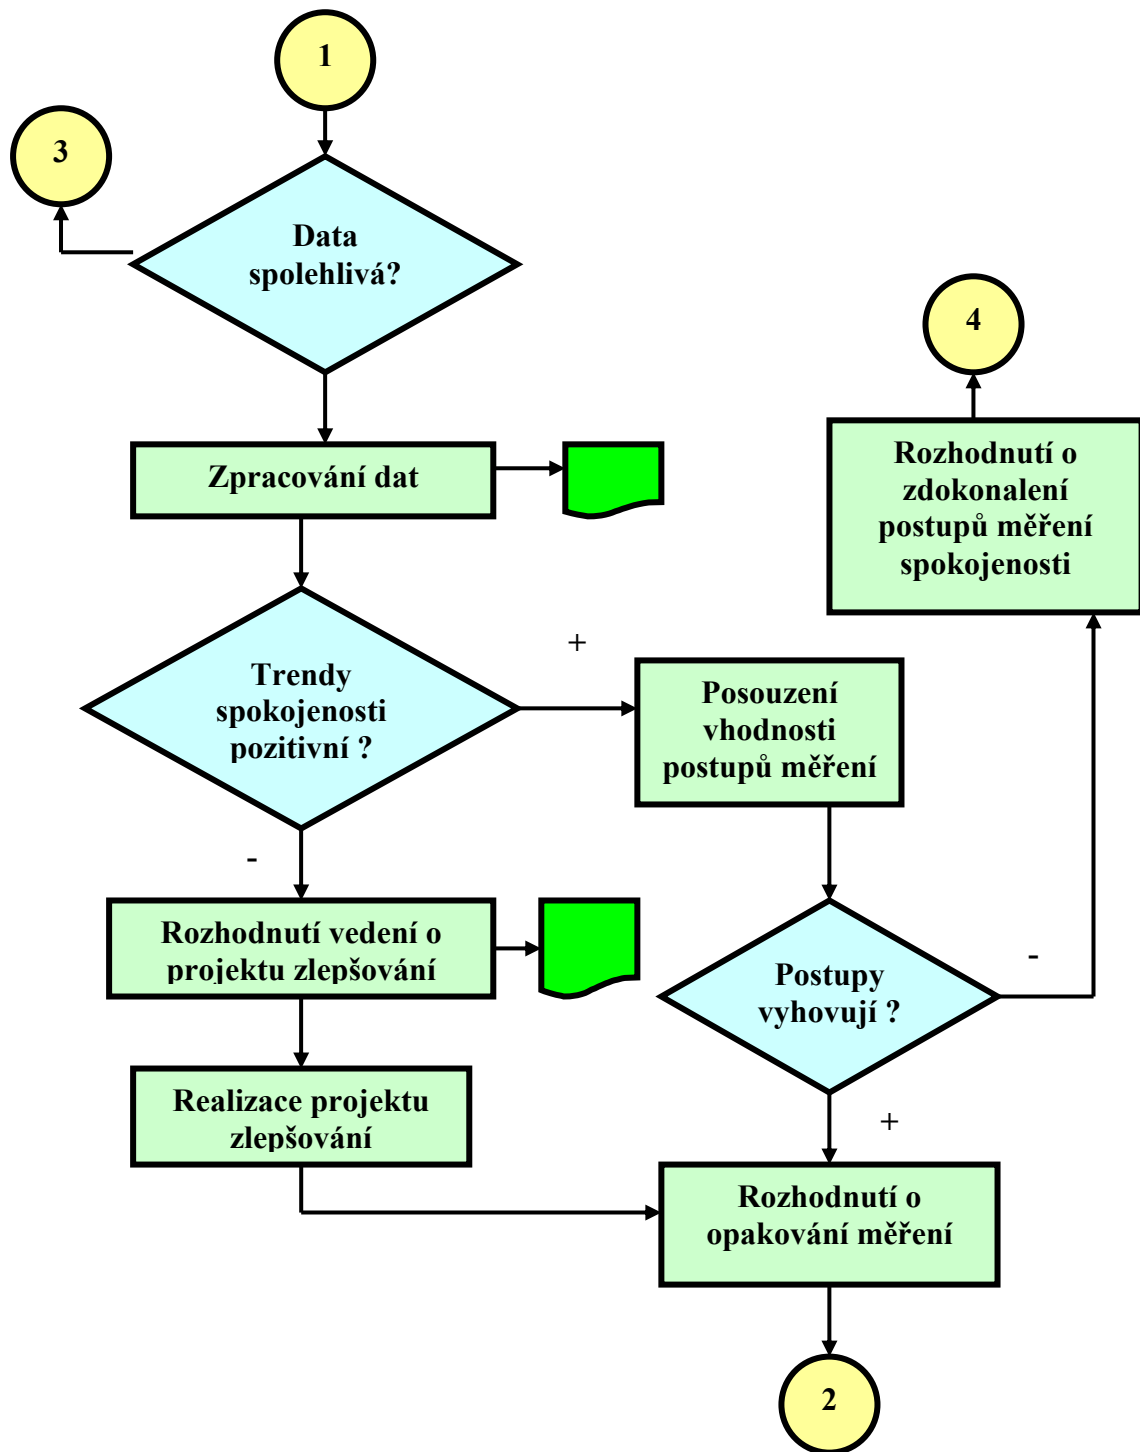 1
3
Data
spolehlivá?
4
Zpracování dat
Rozhodnutí o
zdokonalení
postupů měření
spokojenosti
+
Trendy
spokojenosti
pozitivní ?
Posouzení
vhodnosti
postupů měření
-
Rozhodnutí vedení o
projektu zlepšování
Postupy
vyhovují ?
-
Realizace projektu
zlepšování
+
Rozhodnutí o
opakování měření
2